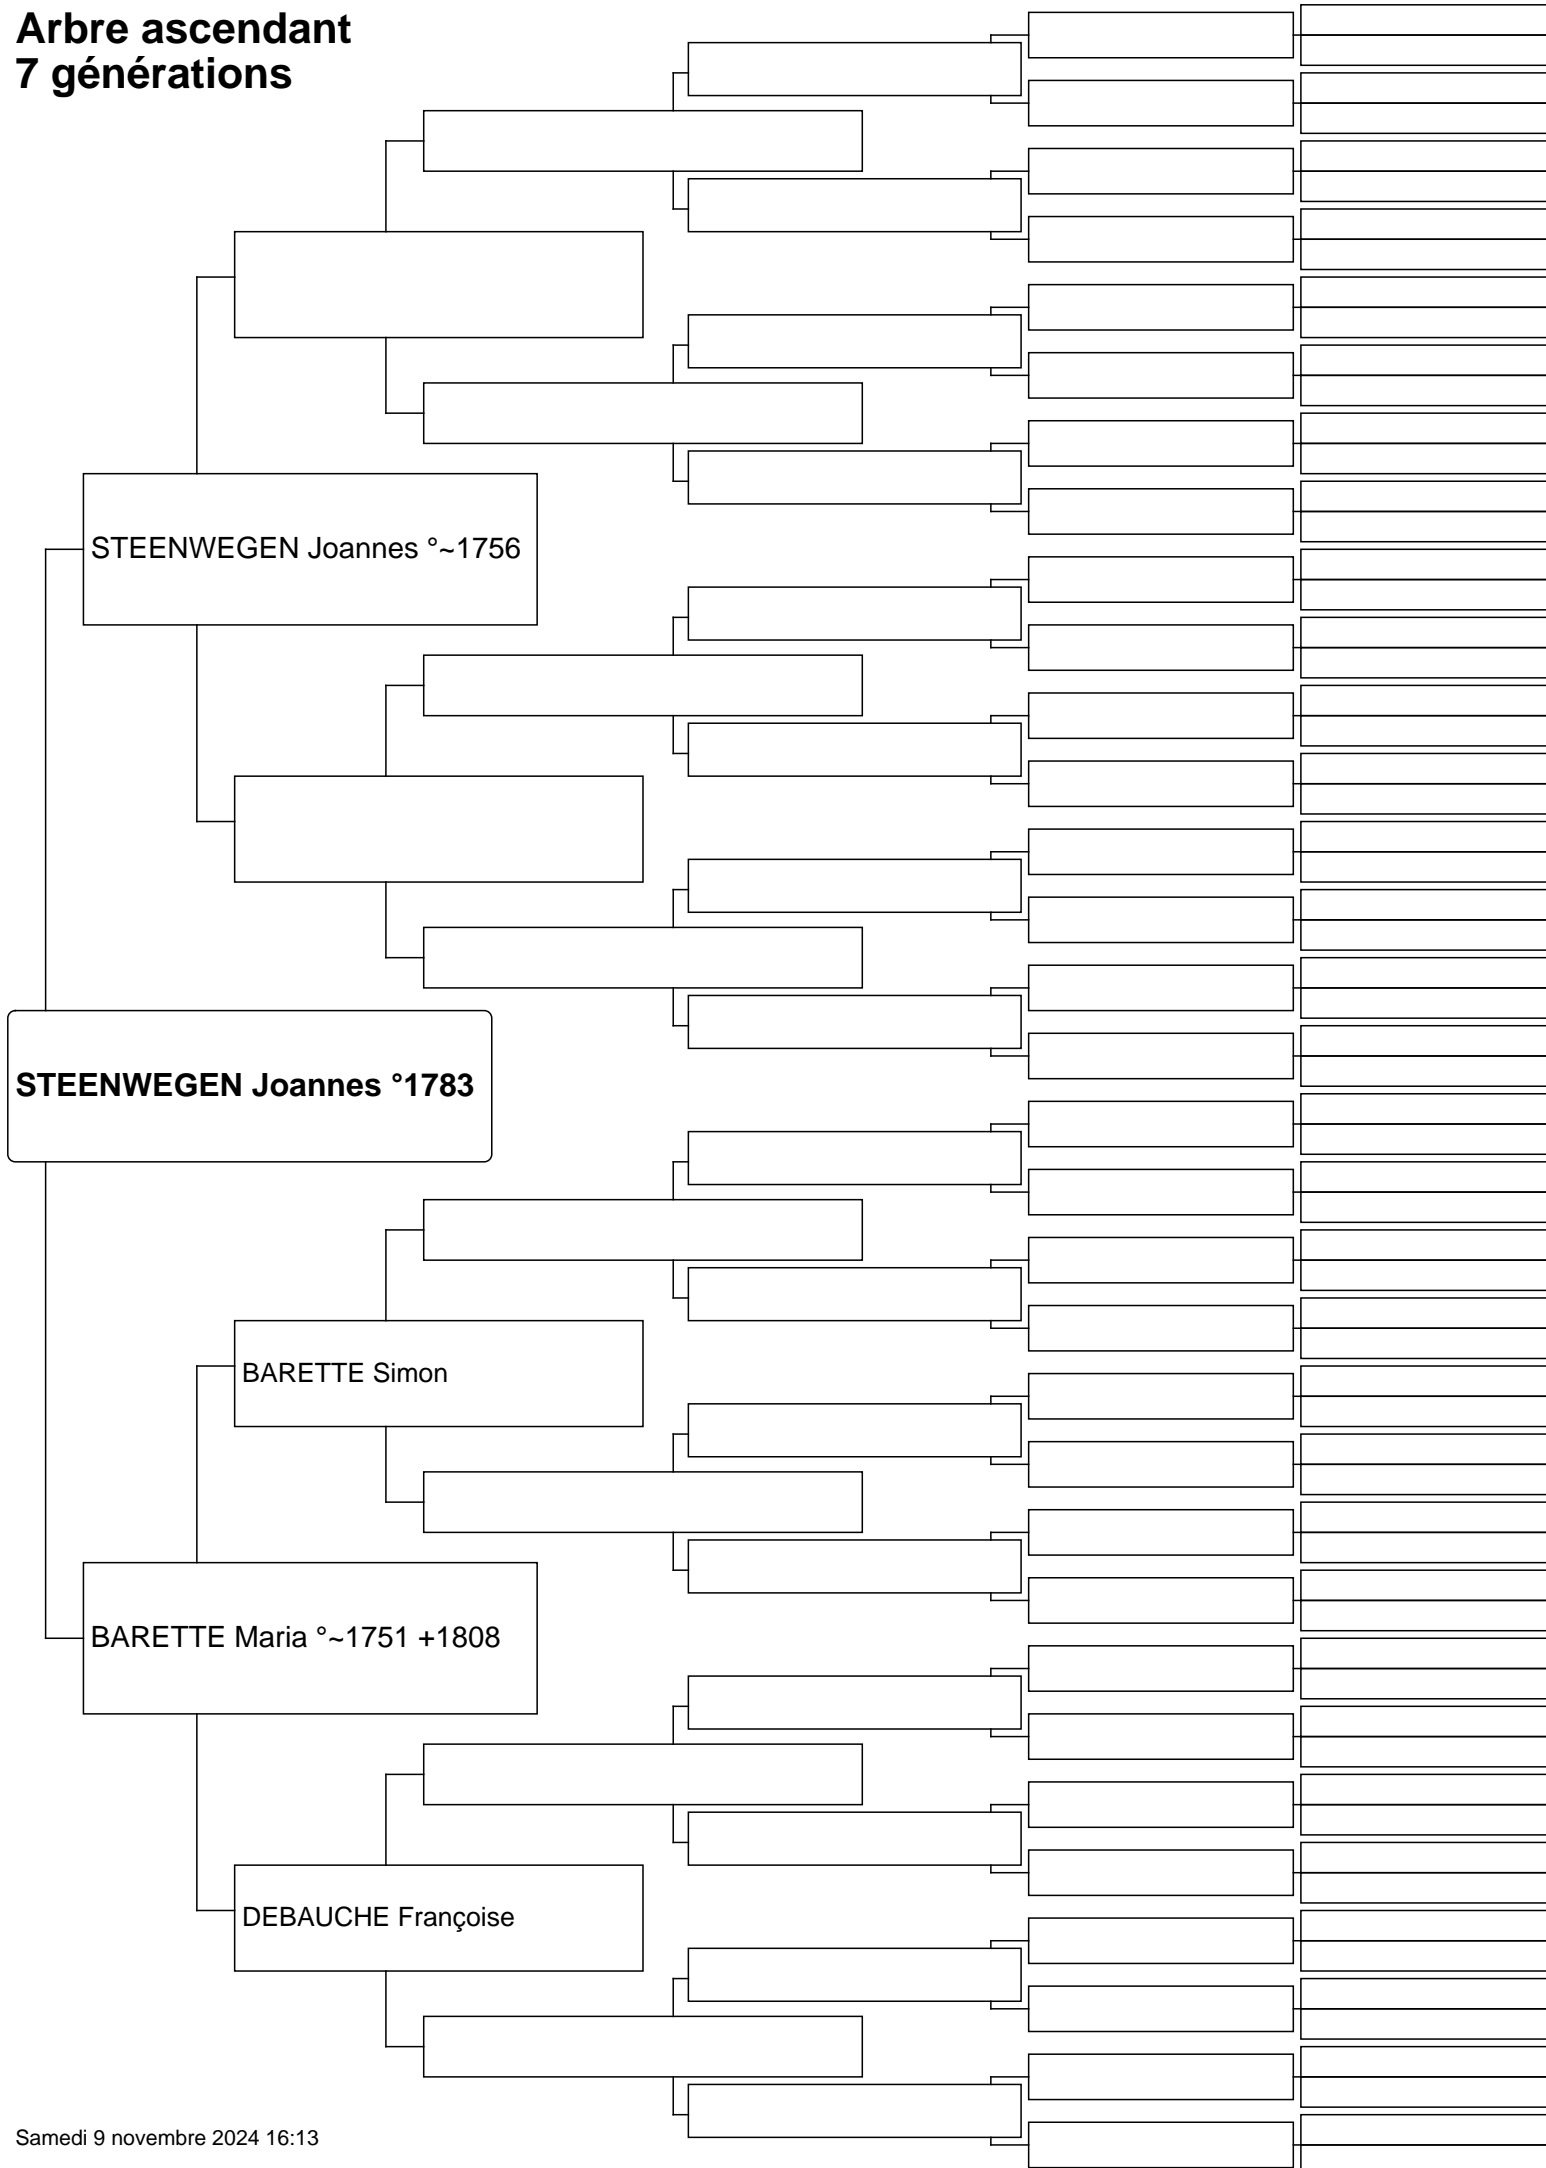 Arbre ascendant
7 générations
STEENWEGEN Joannes °~1756
STEENWEGEN Joannes °1783
BARETTE Simon
BARETTE Maria °~1751 +1808
DEBAUCHE Françoise
Samedi 9 novembre 2024 16:13